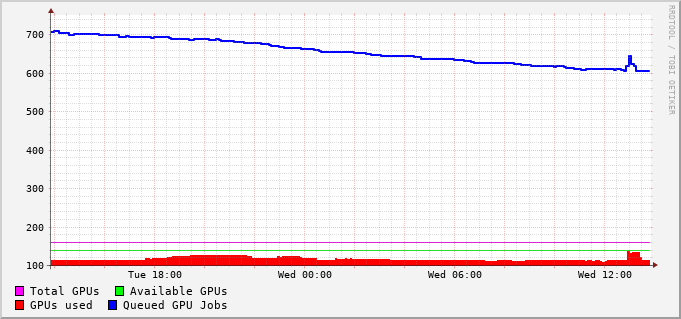 700
600
500
400
300
200
100
Tue 18:00 Wed 00:00 Wed 06:00 Wed 12:00
Total GPUs Available GPUs
GPUs used Queued GPU Jobs
RRDTOOL / TOBI OETIKER